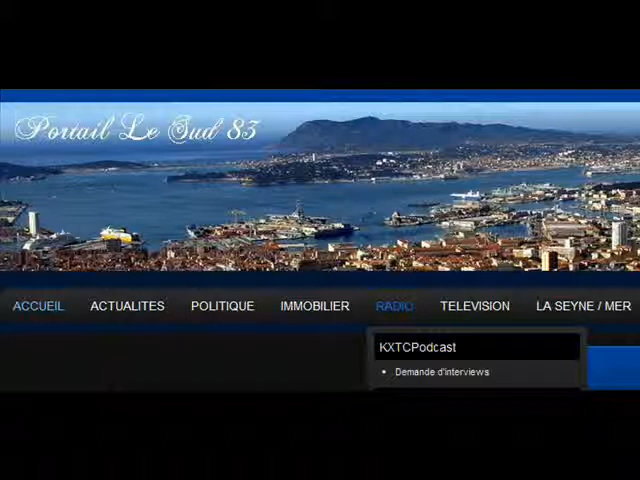 Portail Le Sud 83
ACCUEIL ACTUALITES POLITIQUE IMMOBILIER RADIO TELEVISION LA SEYNE / MER
KXTCPodcast
• Demande d'interviews